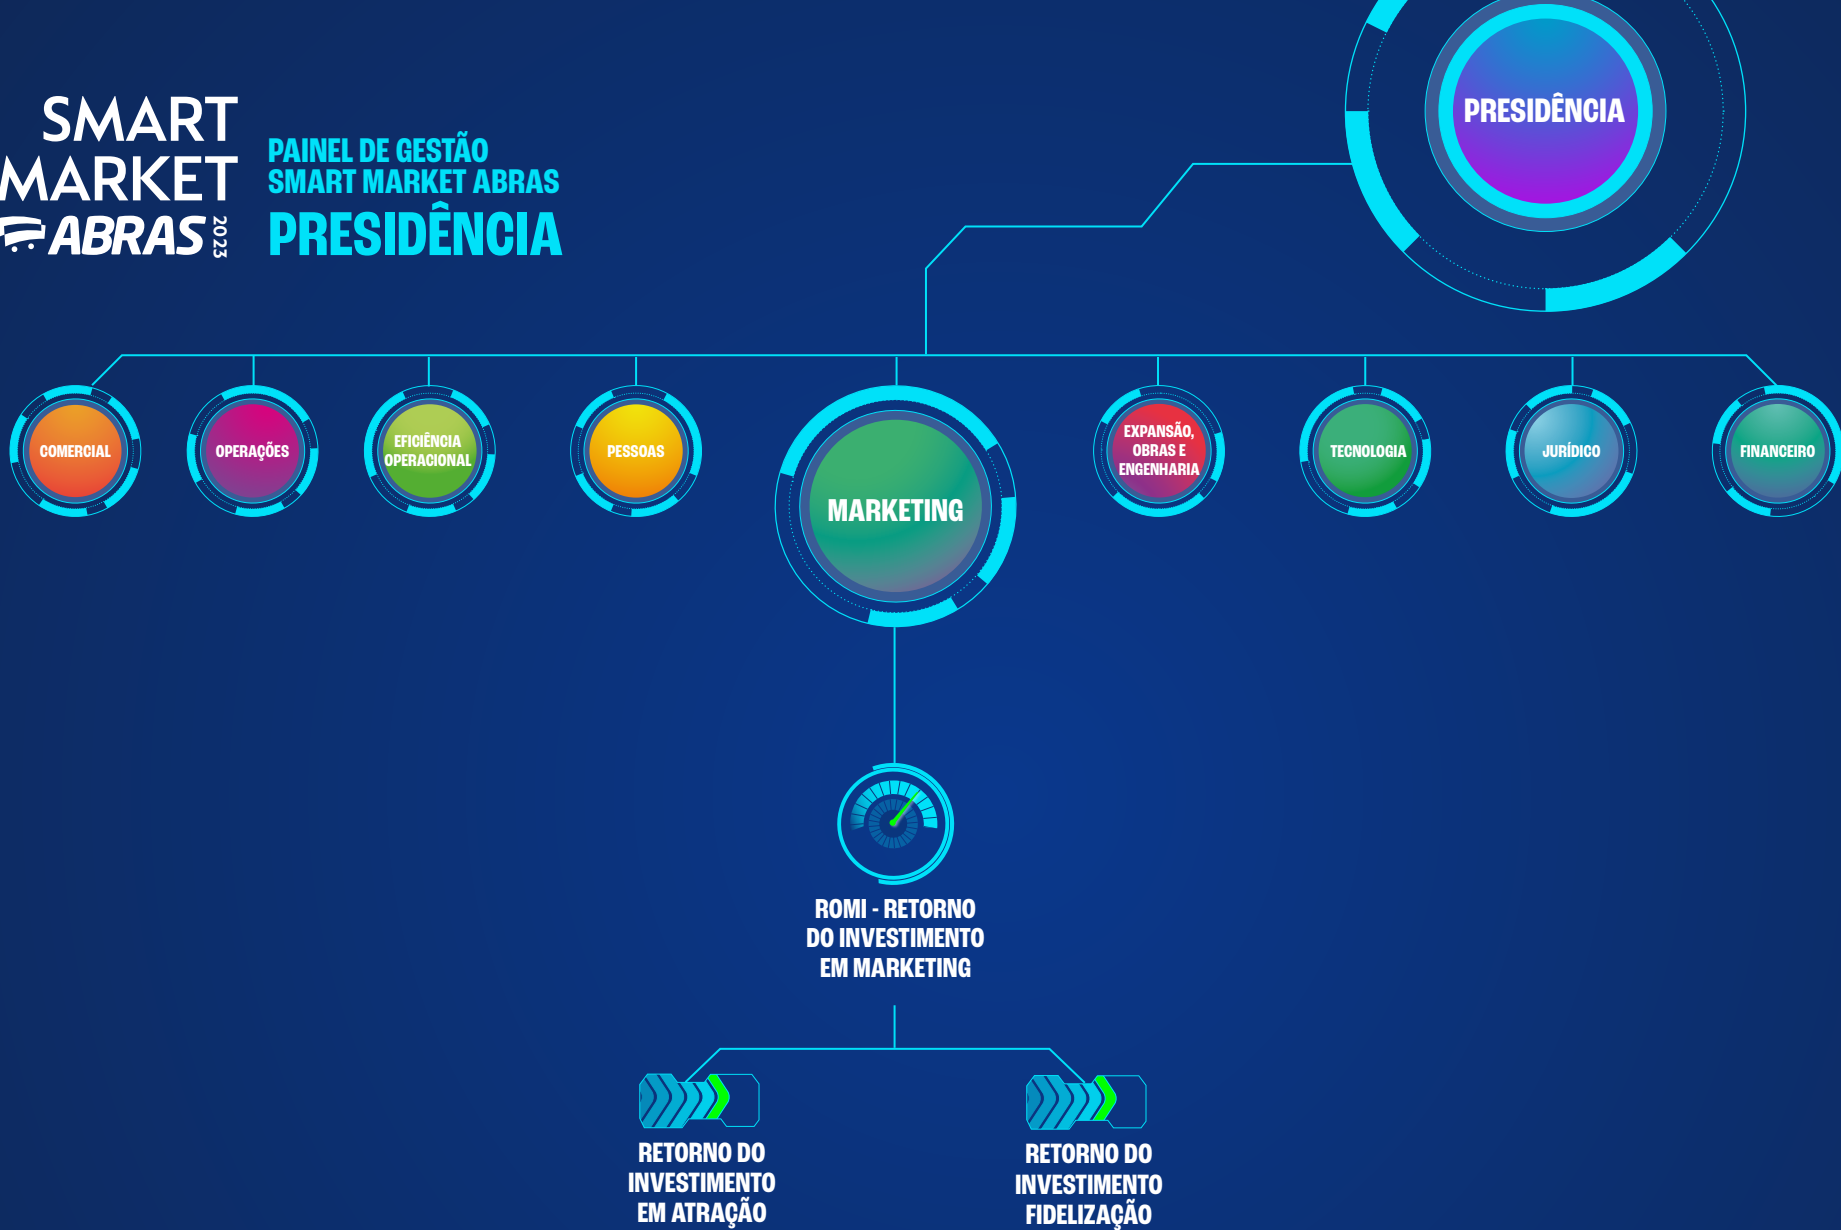 SMART
MARKET
ABRAS 2023
PAINEL DE GESTÃO
SMART MARKET ABRAS
PRESIDÊNCIA
PRESIDÊNCIA
COMERCIAL
OPERAÇÕES
EFICIÊNCIA
OPERACIONAL
PESSOAS
MARKETING
EXPANSÃO,
OBRAS E
ENGENHARIA
TECNOLOGIA
JURÍDICO
FINANCEIRO
ROMI - RETORNO
DO INVESTIMENTO
EM MARKETING
RETORNO DO
INVESTIMENTO
EM ATRAÇÃO
RETORNO DO
INVESTIMENTO
FIDELIZAÇÃO